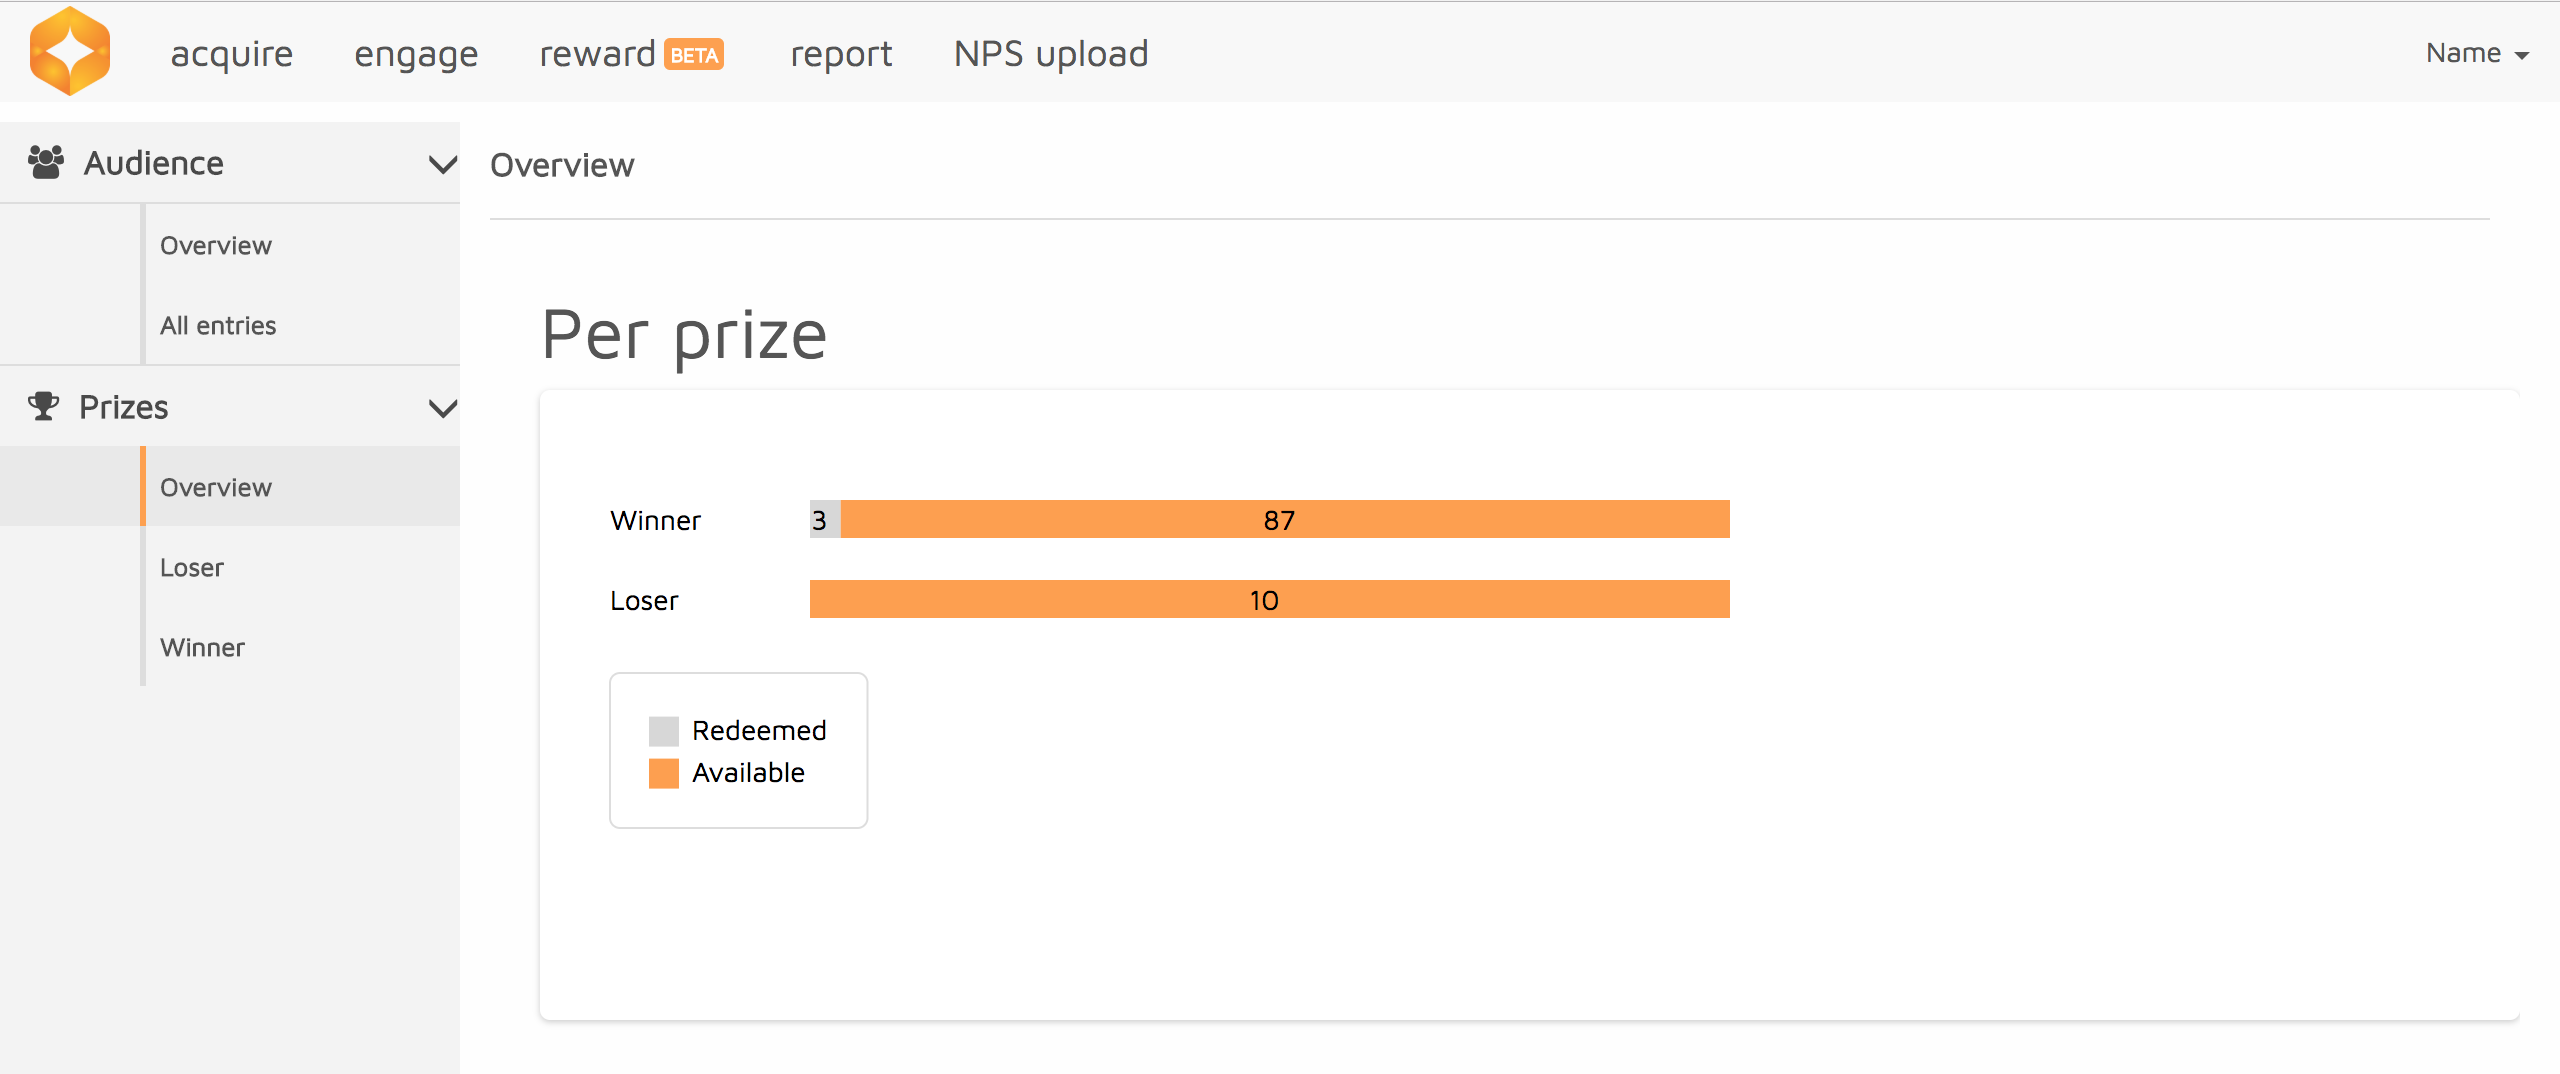 acquire engage reward BETA report NPS upload Name
Audience
Overview
All entries
Prizes
Overview
Loser
Winner
Overview
Per prize
Winner 3 87
Loser 10
Redeemed
Available